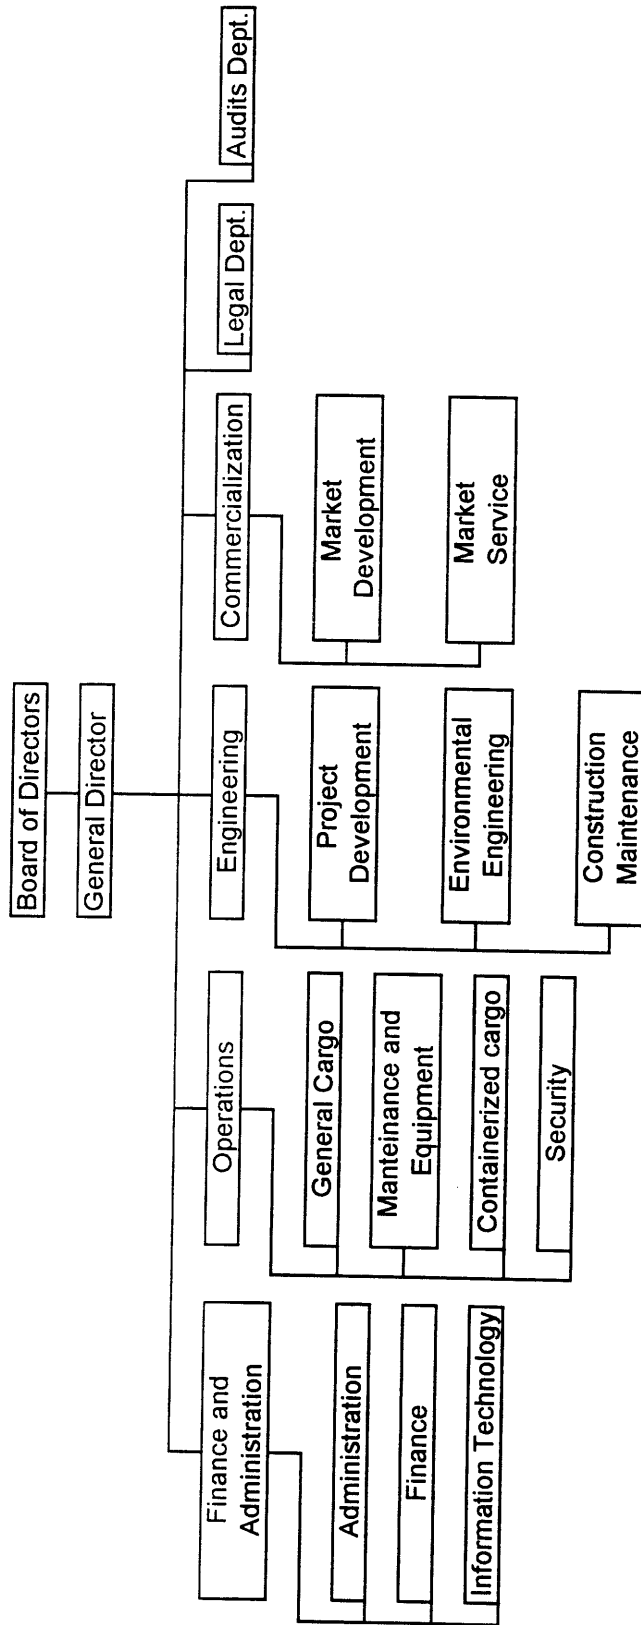 Board of Directors
General Director
Finance and
Administration
Operations
Engineering
Commercialization
Legal Dept.
Audits Dept.
Administration
Finance
Information Technology
General Cargo
Manteinance and
Equipment
Containerized cargo
Security
Project
Development
Environmental
Engineering
Construction
Maintenance
Market
Development
Market
Service